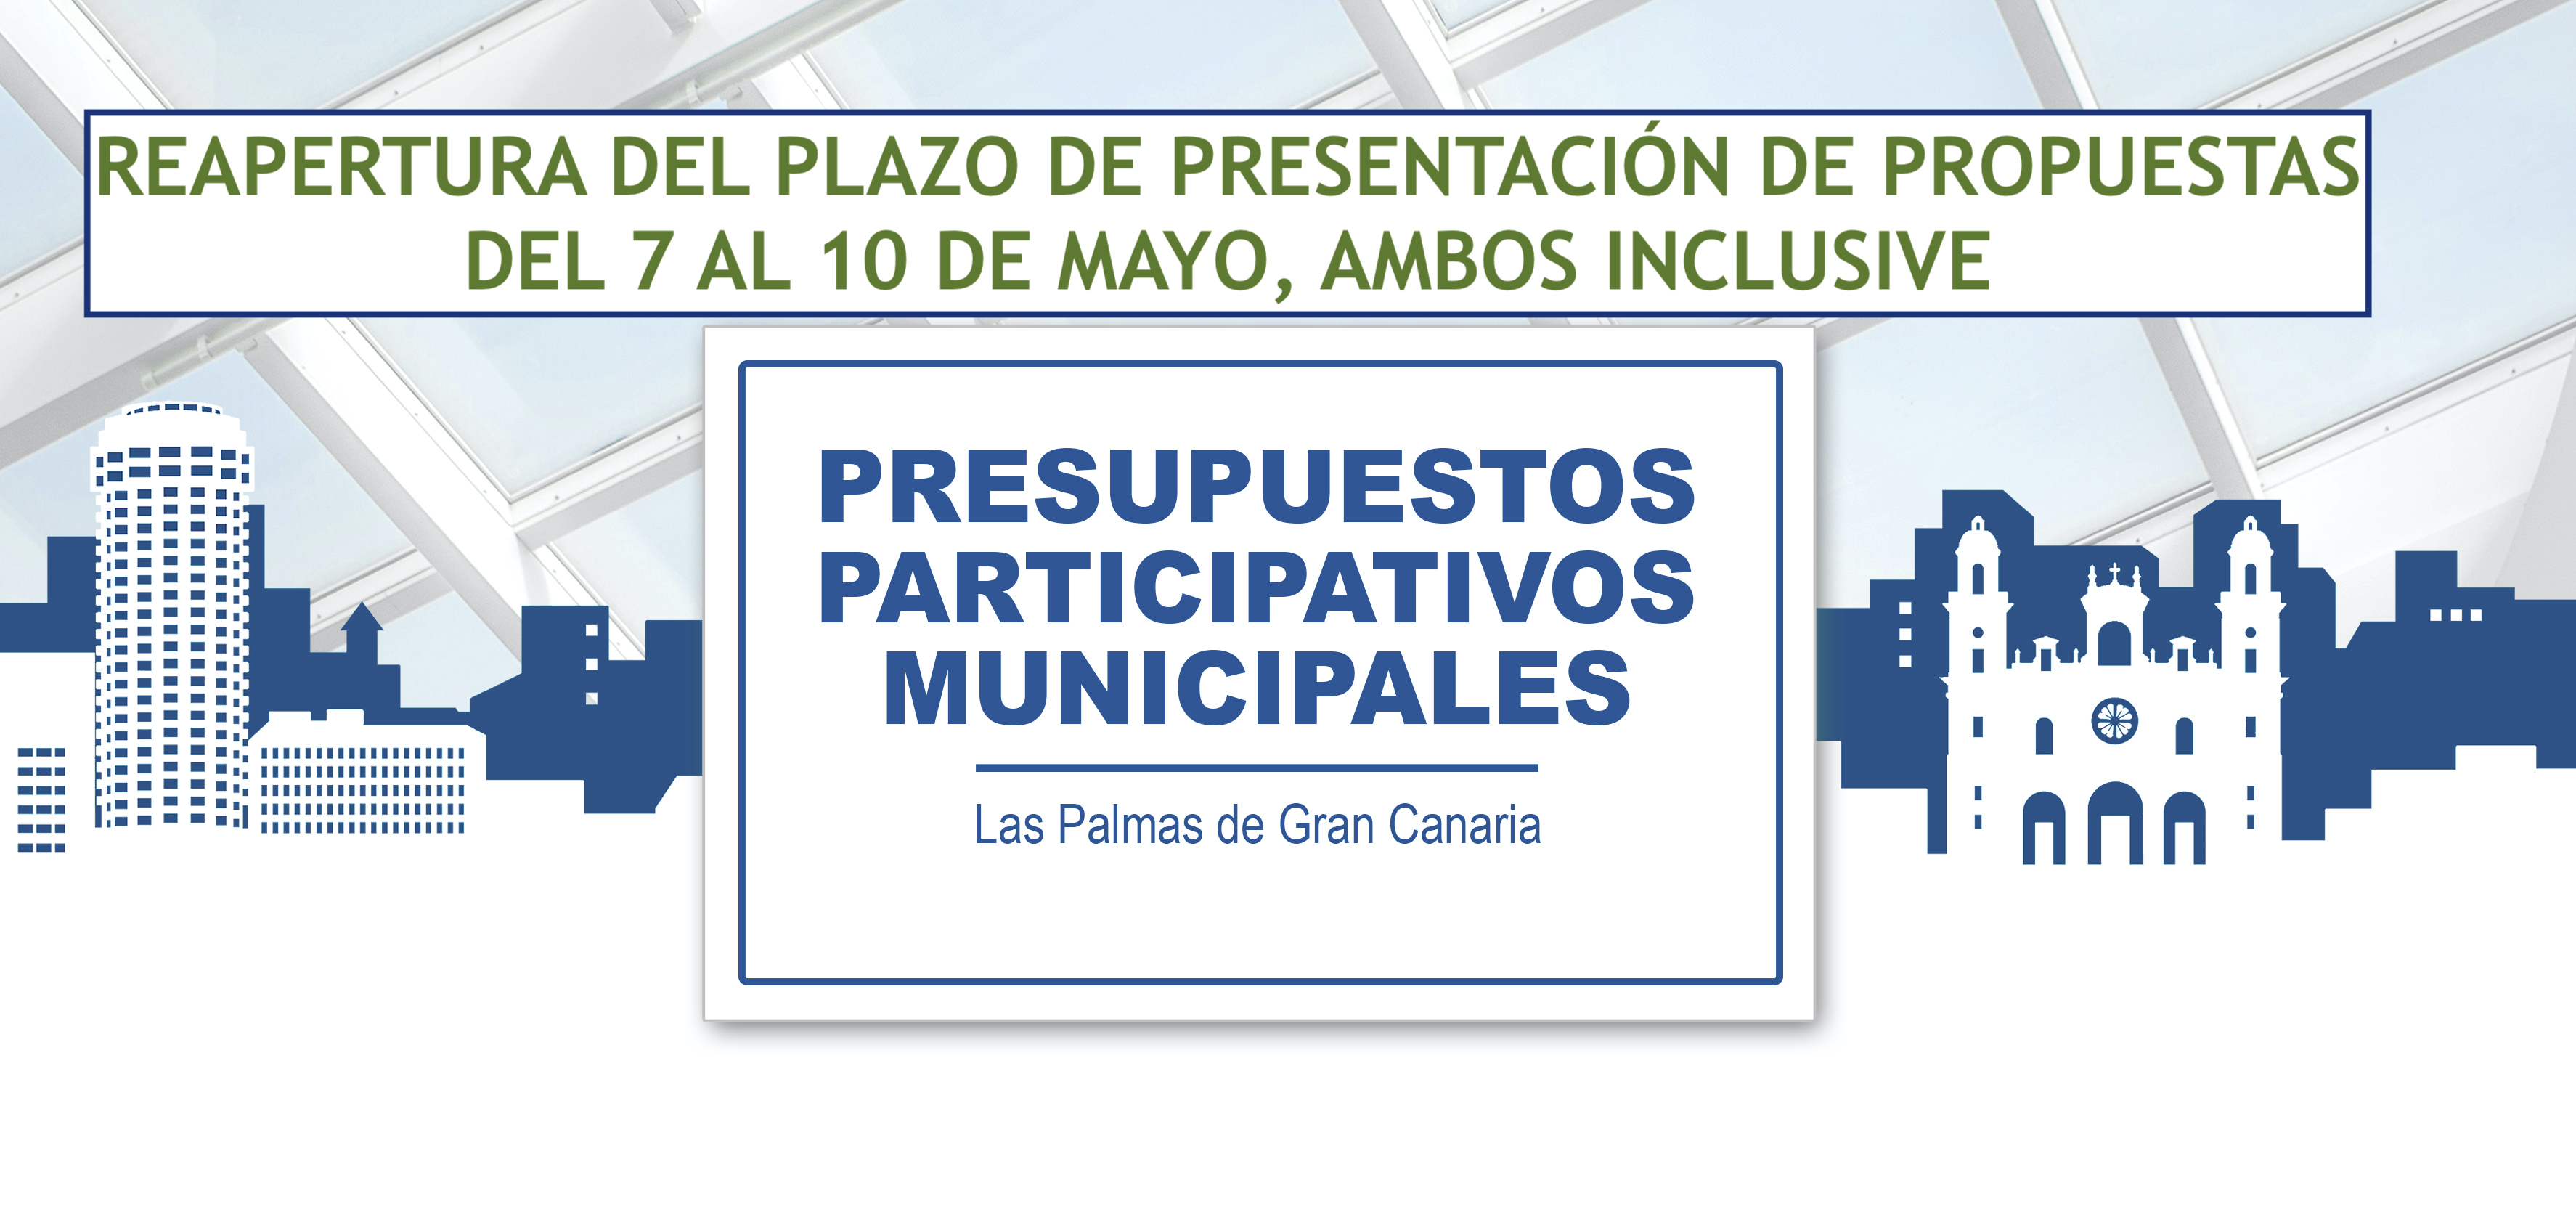 REAPERTURA DEL PLAZO DE PRESENTACIÓN DE PROPUESTAS
DEL 7 AL 10 DE MAYO, AMBOS INCLUSIVE
PRESUPUESTOS
PARTICIPATIVOS
MUNICIPALES
Las Palmas de Gran Canaria